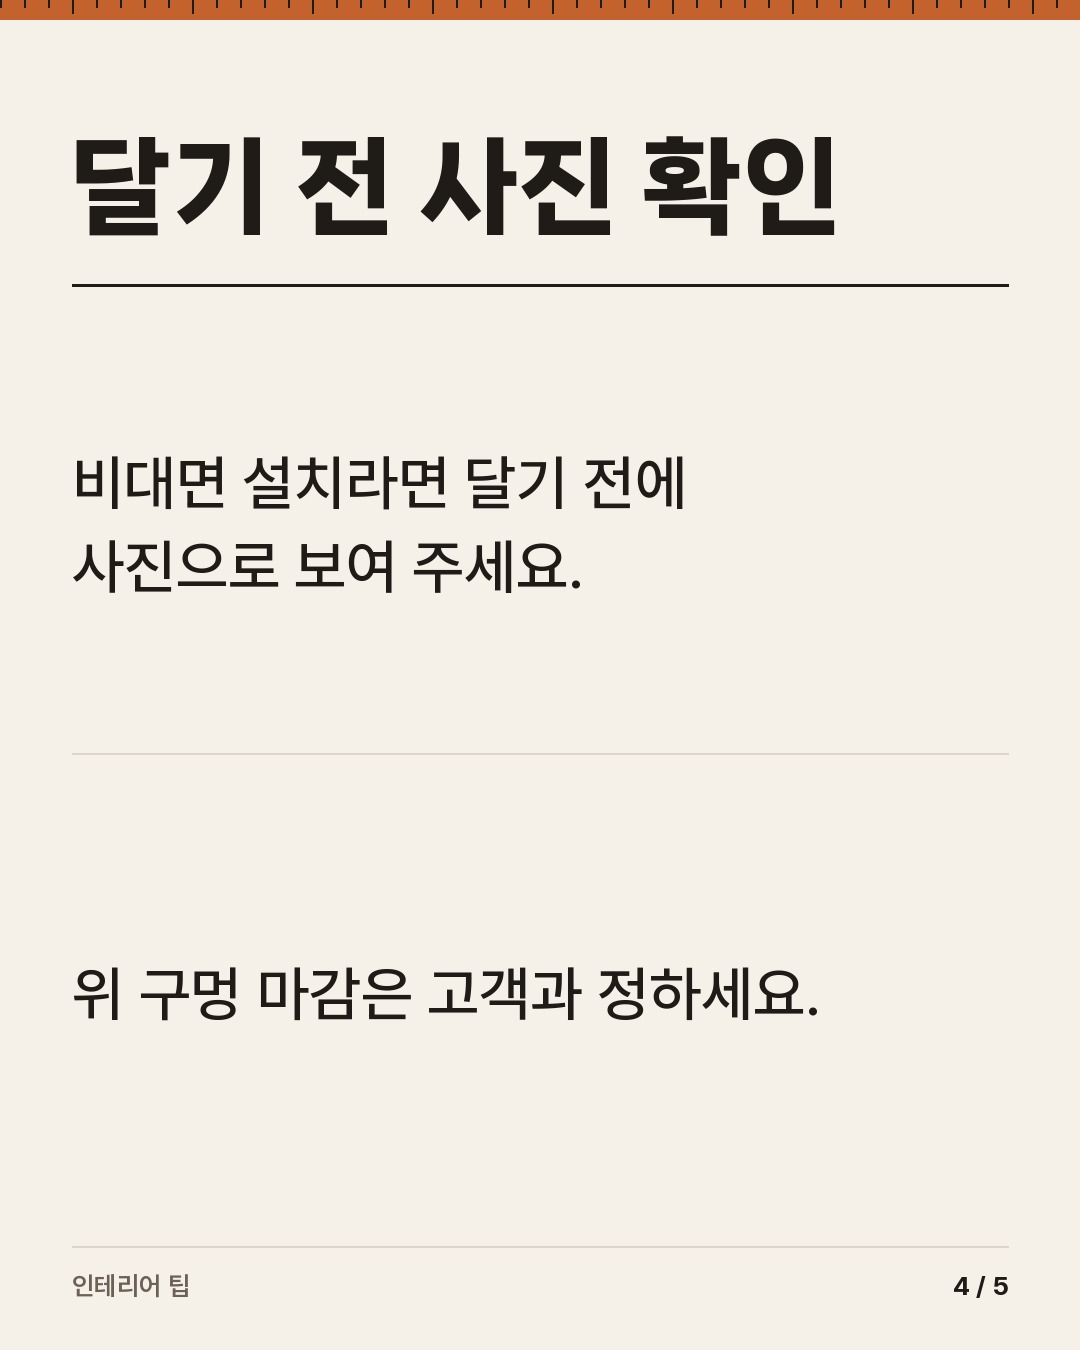 달기 전 사진 확인
비대면 설치라면 달기 전에
사진으로 보여 주세요.
위 구멍 마감은 고객과 정하세요.
인테리어 팁
4 / 5